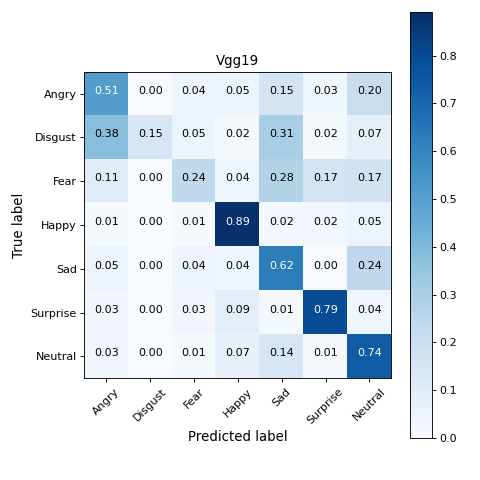 Vgg19
True label
Angry 0.51 0.00 0.04 0.05 0.15 0.03 0.20
Disgust 0.38 0.15 0.05 0.02 0.31 0.02 0.07
Fear 0.11 0.00 0.24 0.04 0.28 0.17 0.17
Happy 0.01 0.00 0.01 0.89 0.02 0.02 0.05
Sad 0.05 0.00 0.04 0.04 0.62 0.00 0.24
Surprise 0.03 0.00 0.03 0.09 0.01 0.79 0.04
Neutral 0.03 0.00 0.01 0.07 0.14 0.01 0.74
Angry Disgust Fear Happy Sad Surprise Neutral
Predicted label
0.8
0.7
0.6
0.5
0.4
0.3
0.2
0.1
0.0